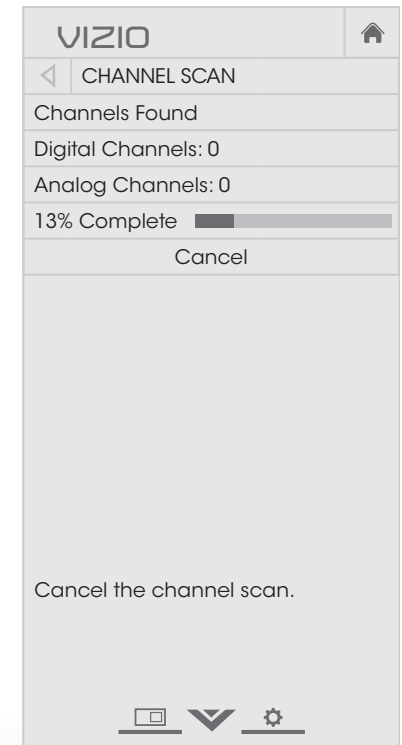 VIZIO
CHANNEL SCAN
Channels Found
Digital Channels: 0
Analog Channels: 0
13% Complete
Cancel
Cancel the channel scan.